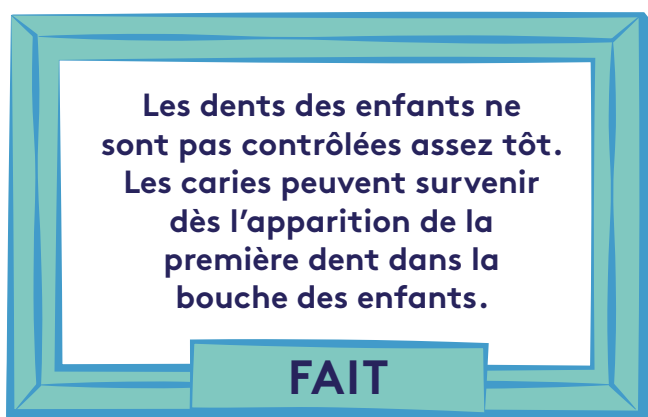 Les dents des enfants ne
sont pas contrôlées assez tôt.
Les caries peuvent survenir
dès l'apparition de la
première dent dans la
bouche des enfants.
FAIT